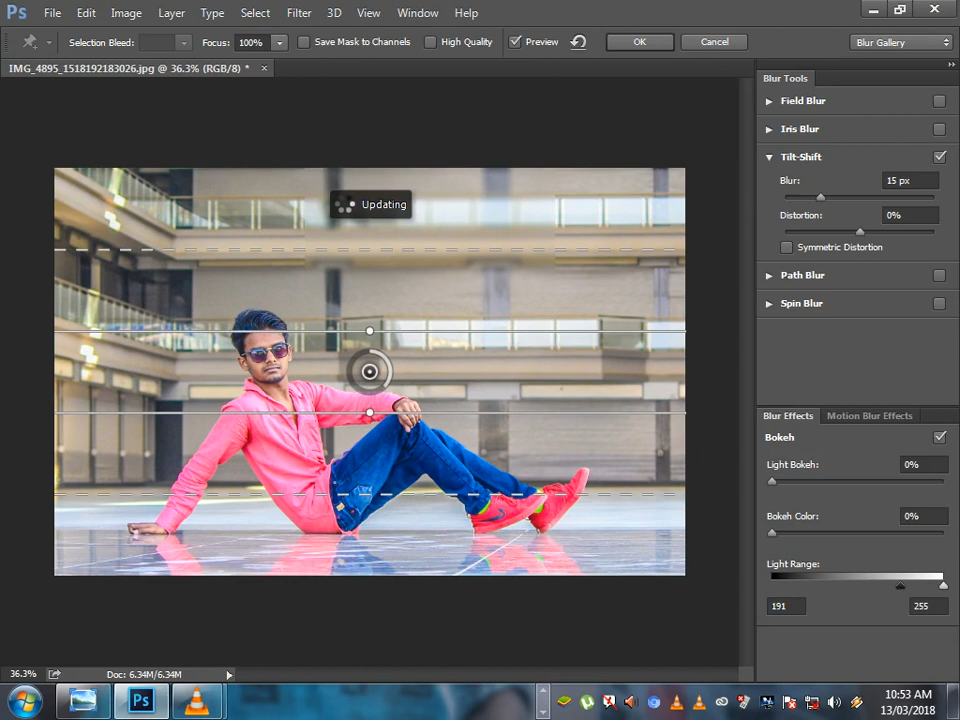 Ps File Edit Image Layer Type Select Filter 3D View Window Help
Selection Bleed: Focus: 100% Save Mask to Channels High Quality Preview OK Cancel Blur Gallery
IMG_4895_1518192183026.jpg @ 36.3% (RGB/8) * ×
Blur Tools
Field Blur
Iris Blur
Tilt-Shift
Blur: 15 px
Updating
Distortion: 0%
Symmetric Distortion
Path Blur
Spin Blur
Blur Effects Motion Blur Effects
Bokeh
Light Bokeh: 0%
Bokeh Color: 0%
Light Range:
191 255
36.3% Doc: 6.34M/6.34M
Ps
10:53 AM
13/03/2018